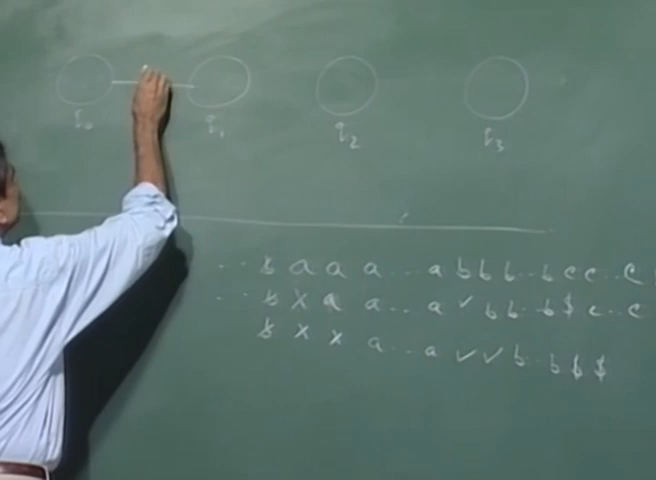 q₀ q₁ q₂ q₃
... ƀ a a a ... a b b b .. b c c .. c
... ƀ x a a ... a ✓ b b .. b $ c .. c
ƀ x x a ... a ✓ ✓ b .. b $ $